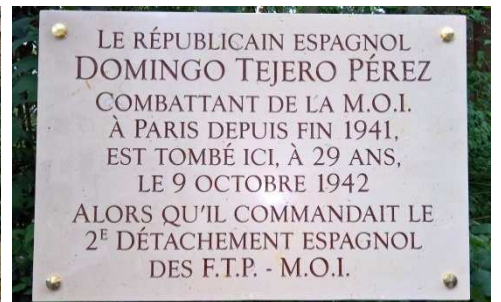 LE RÉPUBLICAIN ESPAGNOL
DOMINGO TEJERO PÉREZ
COMBATTANT DE LA M.O.I.
À PARIS DEPUIS FIN 1941,
EST TOMBÉ ICI, À 29 ANS,
LE 9 OCTOBRE 1942
ALORS QU'IL COMMANDAIT LE
2E DÉTACHEMENT ESPAGNOL
DES F.T.P. - M.O.I.